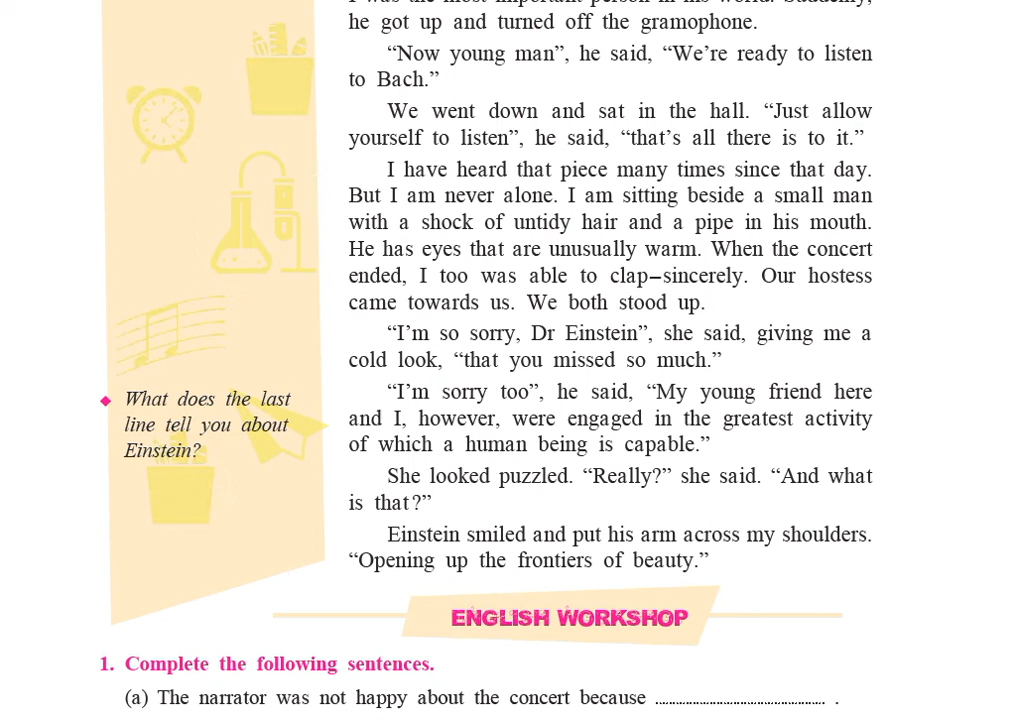 he got up and turned off the gramophone.
“Now young man”, he said, “We’re ready to listen
to Bach.”
We went down and sat in the hall. “Just allow
yourself to listen”, he said, “that’s all there is to it.”
I have heard that piece many times since that day.
But I am never alone. I am sitting beside a small man
with a shock of untidy hair and a pipe in his mouth.
He has eyes that are unusually warm. When the concert
ended, I too was able to clap–sincerely. Our hostess
came towards us. We both stood up.
“I’m so sorry, Dr Einstein”, she said, giving me a
cold look, “that you missed so much.”
◆ What does the last
line tell you about
Einstein?
“I’m sorry too”, he said, “My young friend here
and I, however, were engaged in the greatest activity
of which a human being is capable.”
She looked puzzled. “Really?” she said. “And what
is that?”
Einstein smiled and put his arm across my shoulders.
“Opening up the frontiers of beauty.”
ENGLISH WORKSHOP
1. Complete the following sentences.
(a) The narrator was not happy about the concert because .................................................... .